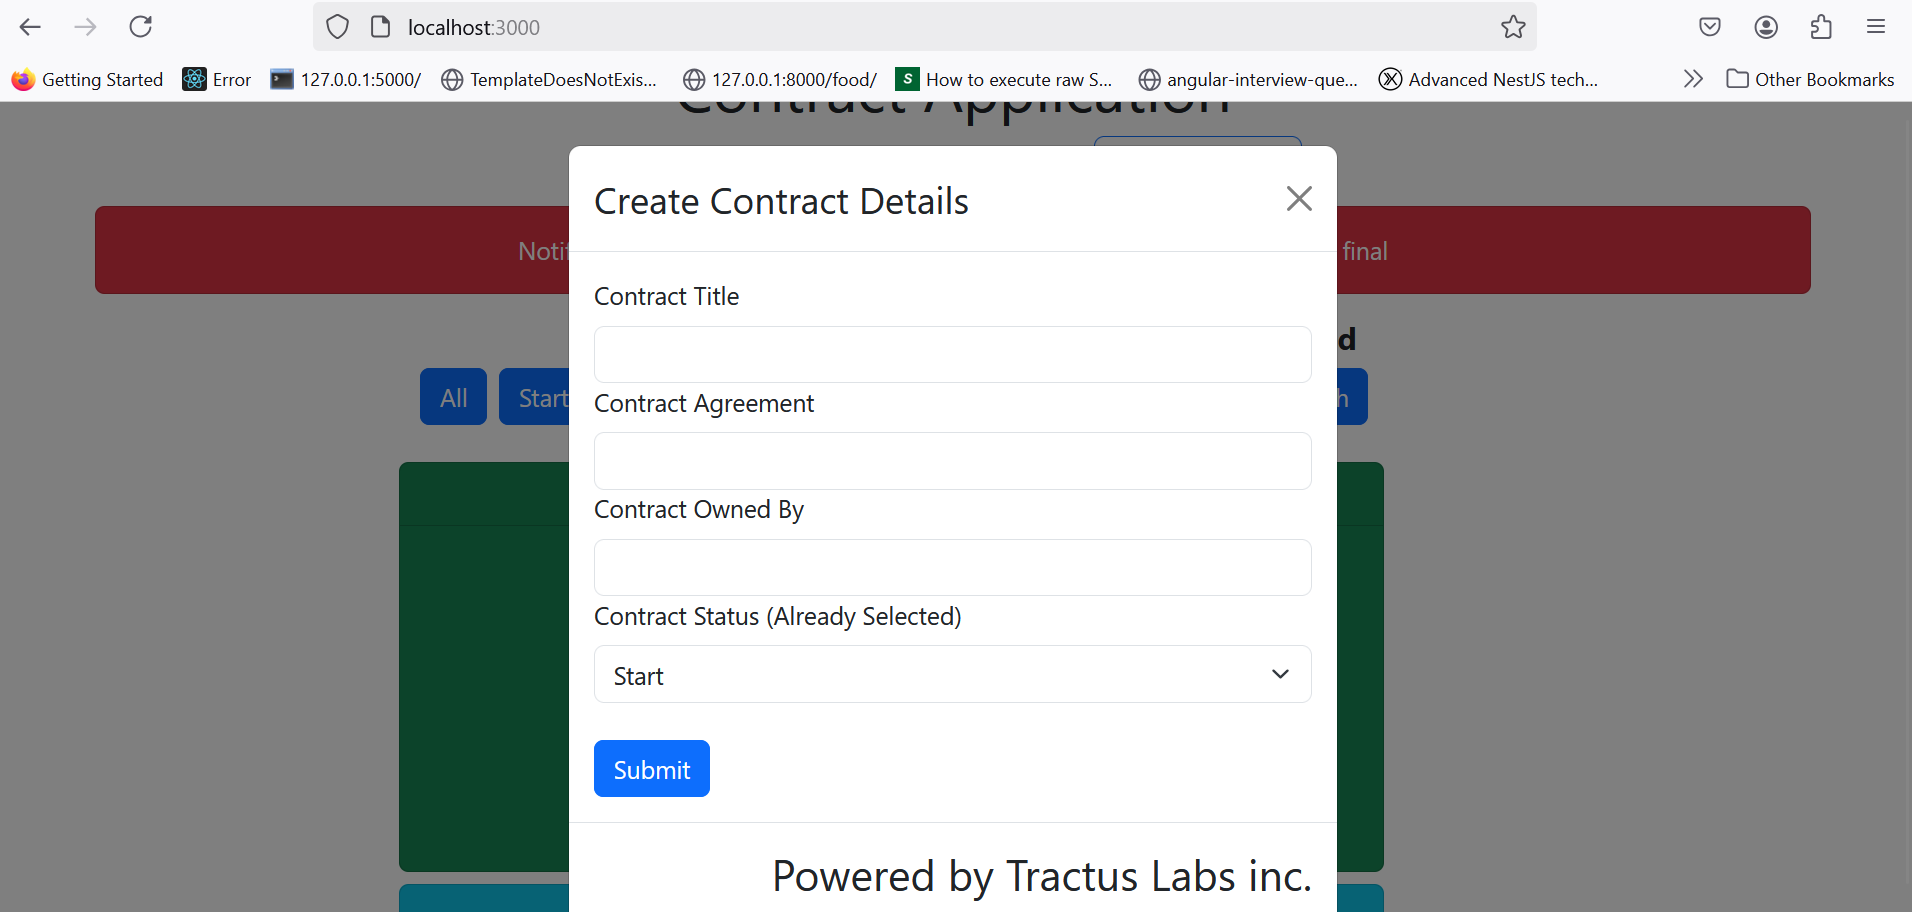 localhost:3000
Getting Started Error 127.0.0.1:5000/ TemplateDoesNotExis... 127.0.0.1:8000/food/ How to execute raw S... angular-interview-que... Advanced NestJS tech... Other Bookmarks
Contract Application
Create Contract Details
final
Contract Title
Contract Agreement
All Start
Contract Owned By
Contract Status (Already Selected)
Start
Submit
Powered by Tractus Labs inc.